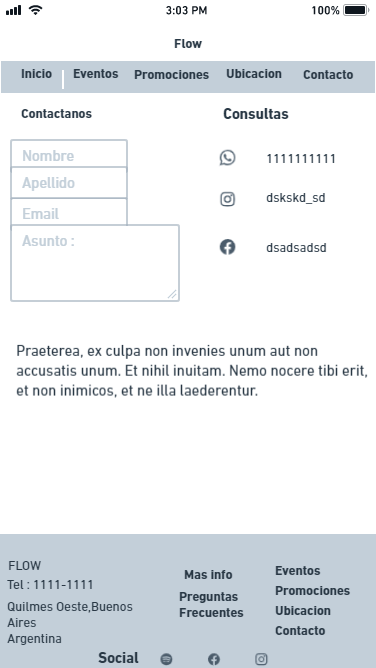 3:03 PM
100%
Flow
Inicio
Eventos
Promociones
Ubicacion
Contacto
Contactanos
Consultas
Nombre
Apellido
Email
Asunto :
1111111111
dskskd_sd
dsadsadsd
Praeterea, ex culpa non invenies unum aut non
accusatis unum. Et nihil inuitam. Nemo nocere tibi erit,
et non inimicos, et ne illa laederentur.
FLOW
Tel : 1111-1111
Quilmes Oeste,Buenos
Aires
Argentina
Mas info
Preguntas
Frecuentes
Eventos
Promociones
Ubicacion
Contacto
Social